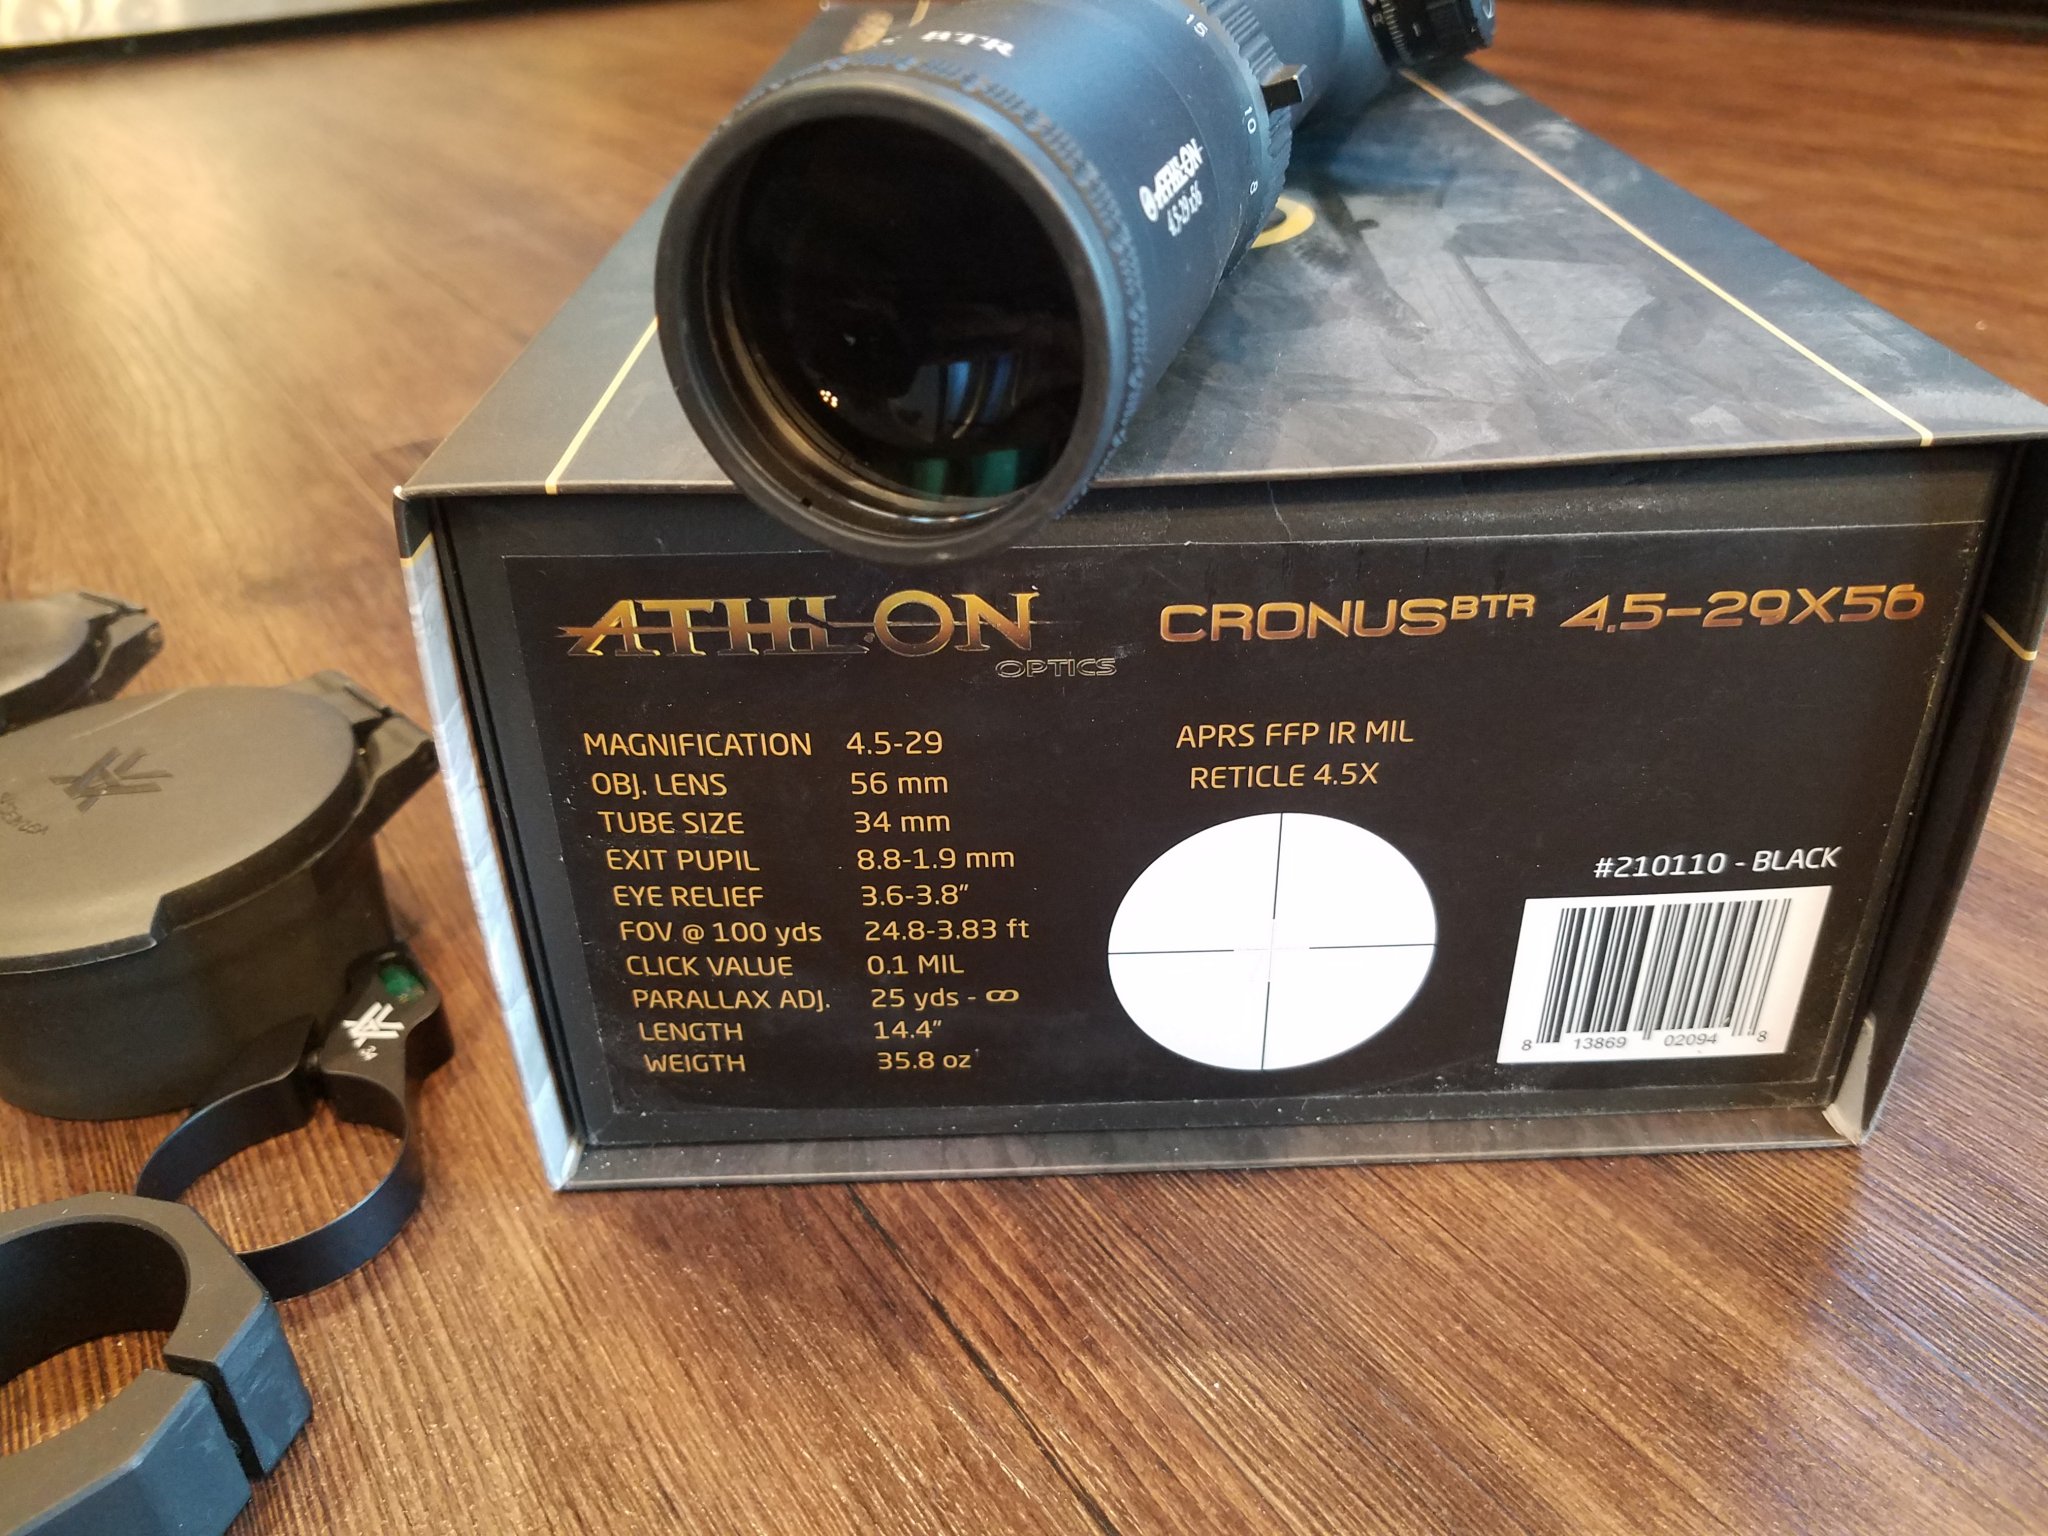 BTR
15
10
8
ATHLON
4.5-29x56
ATHLON
OPTICS
CRONUS BTR 4.5-29X56
MAGNIFICATION 4.5-29
OBJ. LENS 56 mm
TUBE SIZE 34 mm
EXIT PUPIL 8.8-1.9 mm
EYE RELIEF 3.6-3.8"
FOV @ 100 yds 24.8-3.83 ft
CLICK VALUE 0.1 MIL
PARALLAX ADJ. 25 yds - ∞
LENGTH 14.4"
WEIGTH 35.8 oz
APRS FFP IR MIL
RETICLE 4.5X
#210110 - BLACK
8 13869 02094 8
34